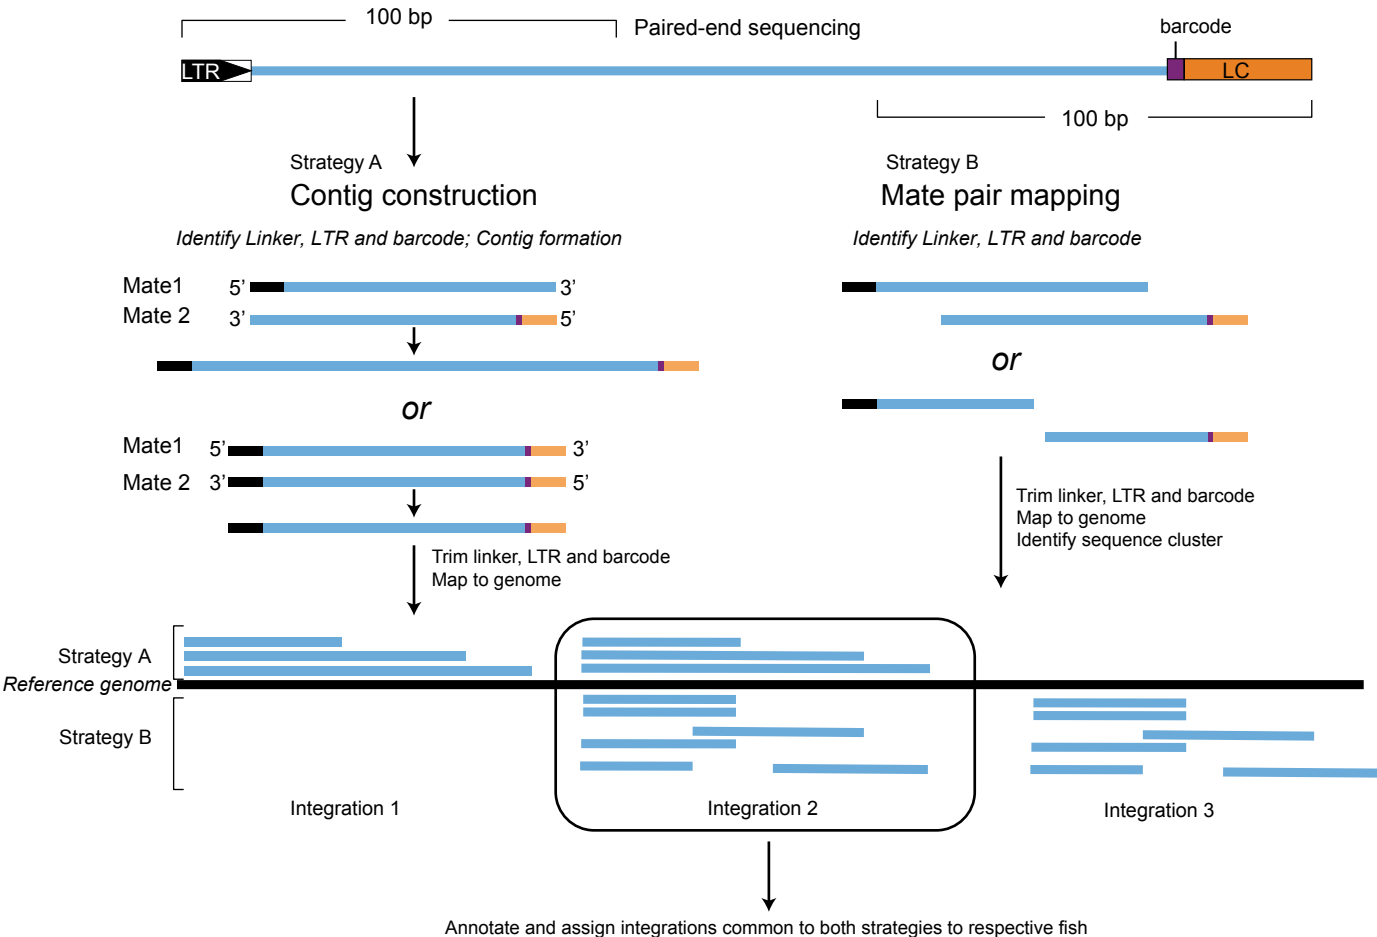 100 bp
Paired-end sequencing
barcode
LTR
LC
100 bp
Strategy A
Contig construction
Identify Linker, LTR and barcode; Contig formation
Mate1 5’ 3’
Mate 2 3’ 5’
or
Mate1 5’ 3’
Mate 2 3’ 5’
Trim linker, LTR and barcode
Map to genome
Strategy B
Mate pair mapping
Identify Linker, LTR and barcode
or
Trim linker, LTR and barcode
Map to genome
Identify sequence cluster
Strategy A
Reference genome
Strategy B
Integration 1
Integration 2
Integration 3
Annotate and assign integrations common to both strategies to respective fish